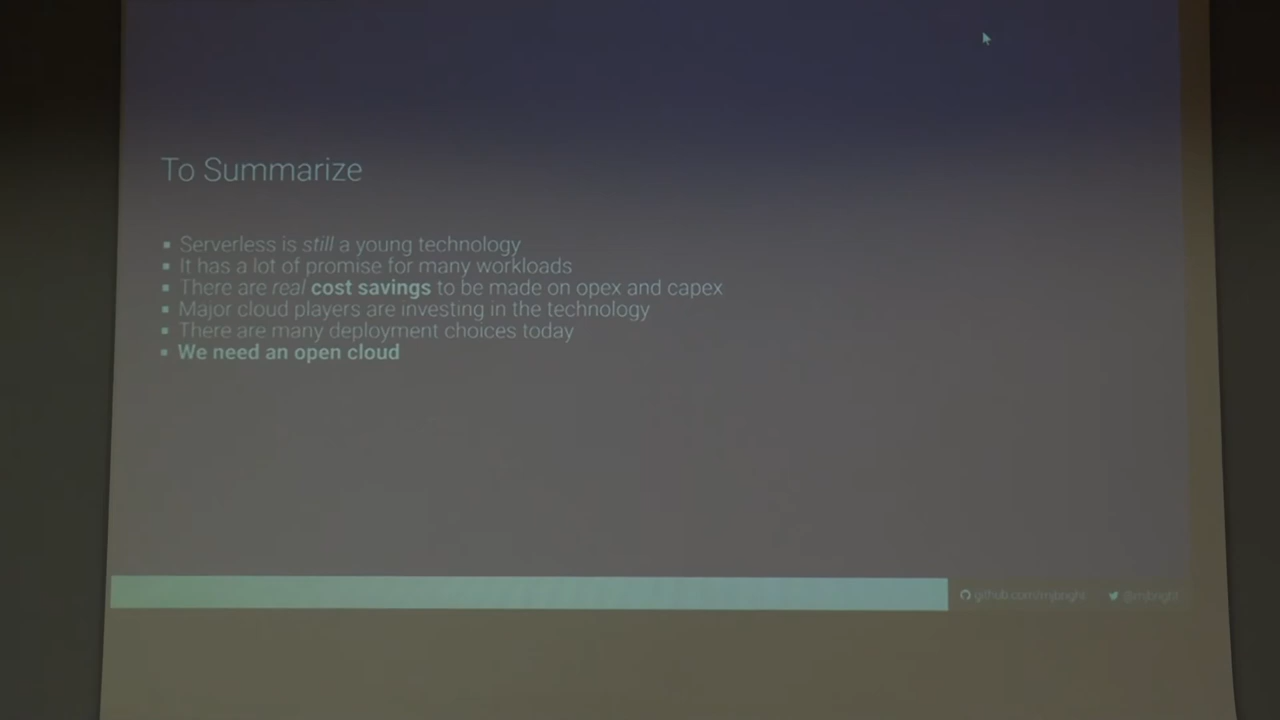 To Summarize
▪ Serverless is still a young technology
▪ It has a lot of promise for many workloads
▪ There are real cost savings to be made on opex and capex
▪ Major cloud players are investing in the technology
▪ There are many deployment choices today
▪ We need an open cloud
github.com/mjbright @mjbright